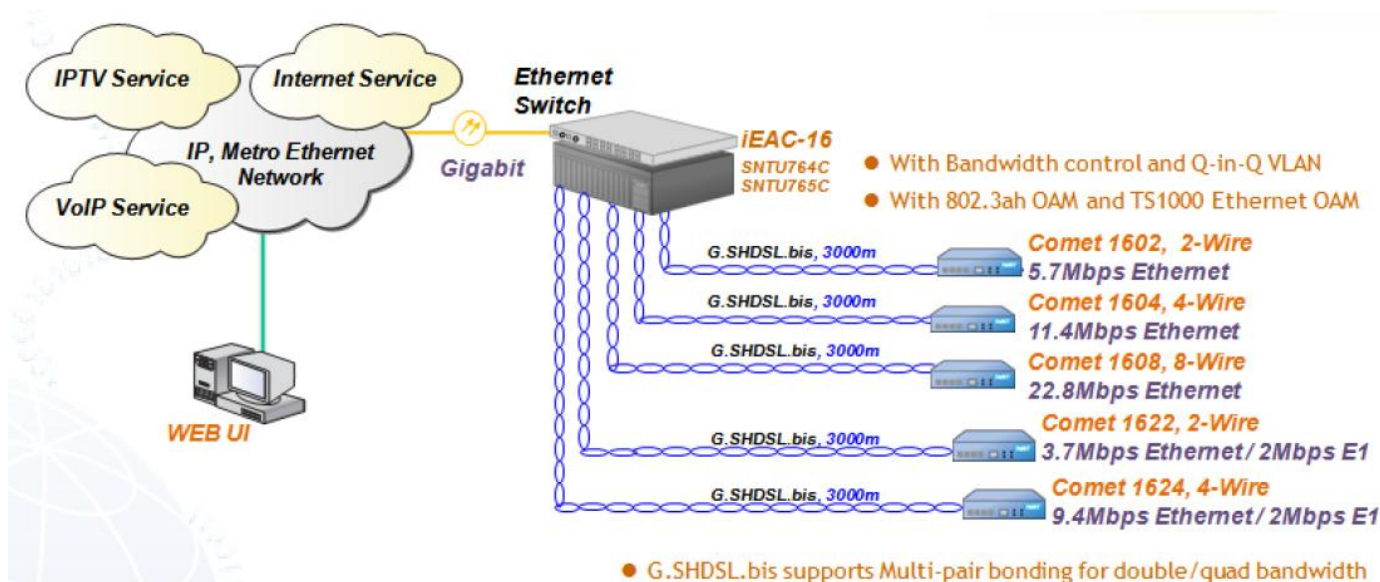 IPTV Service
Internet Service
IP, Metro Ethernet
Network
VoIP Service
Gigabit
WEB UI
Ethernet
Switch
iEAC-16
SNTU764C
SNTU765C
● With Bandwidth control and Q-in-Q VLAN
● With 802.3ah OAM and TS1000 Ethernet OAM
G.SHDSL.bis, 3000m
Comet 1602, 2-Wire
5.7Mbps Ethernet
G.SHDSL.bis, 3000m
Comet 1604, 4-Wire
11.4Mbps Ethernet
G.SHDSL.bis, 3000m
Comet 1608, 8-Wire
22.8Mbps Ethernet
G.SHDSL.bis, 3000m
Comet 1622, 2-Wire
3.7Mbps Ethernet/ 2Mbps E1
G.SHDSL.bis, 3000m
Comet 1624, 4-Wire
9.4Mbps Ethernet/ 2Mbps E1
● G.SHDSL.bis supports Multi-pair bonding for double/quad bandwidth